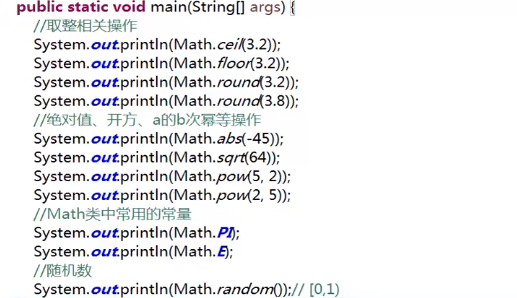 public static void main(String[] args) {
//取整相关操作
System.out.println(Math.ceil(3.2));
System.out.println(Math.floor(3.2));
System.out.println(Math.round(3.2));
System.out.println(Math.round(3.8));
//绝对值、开方、a的b次幂等操作
System.out.println(Math.abs(-45));
System.out.println(Math.sqrt(64));
System.out.println(Math.pow(5, 2));
System.out.println(Math.pow(2, 5));
//Math类中常用的常量
System.out.println(Math.PI);
System.out.println(Math.E);
//随机数
System.out.println(Math.random());// [0,1)